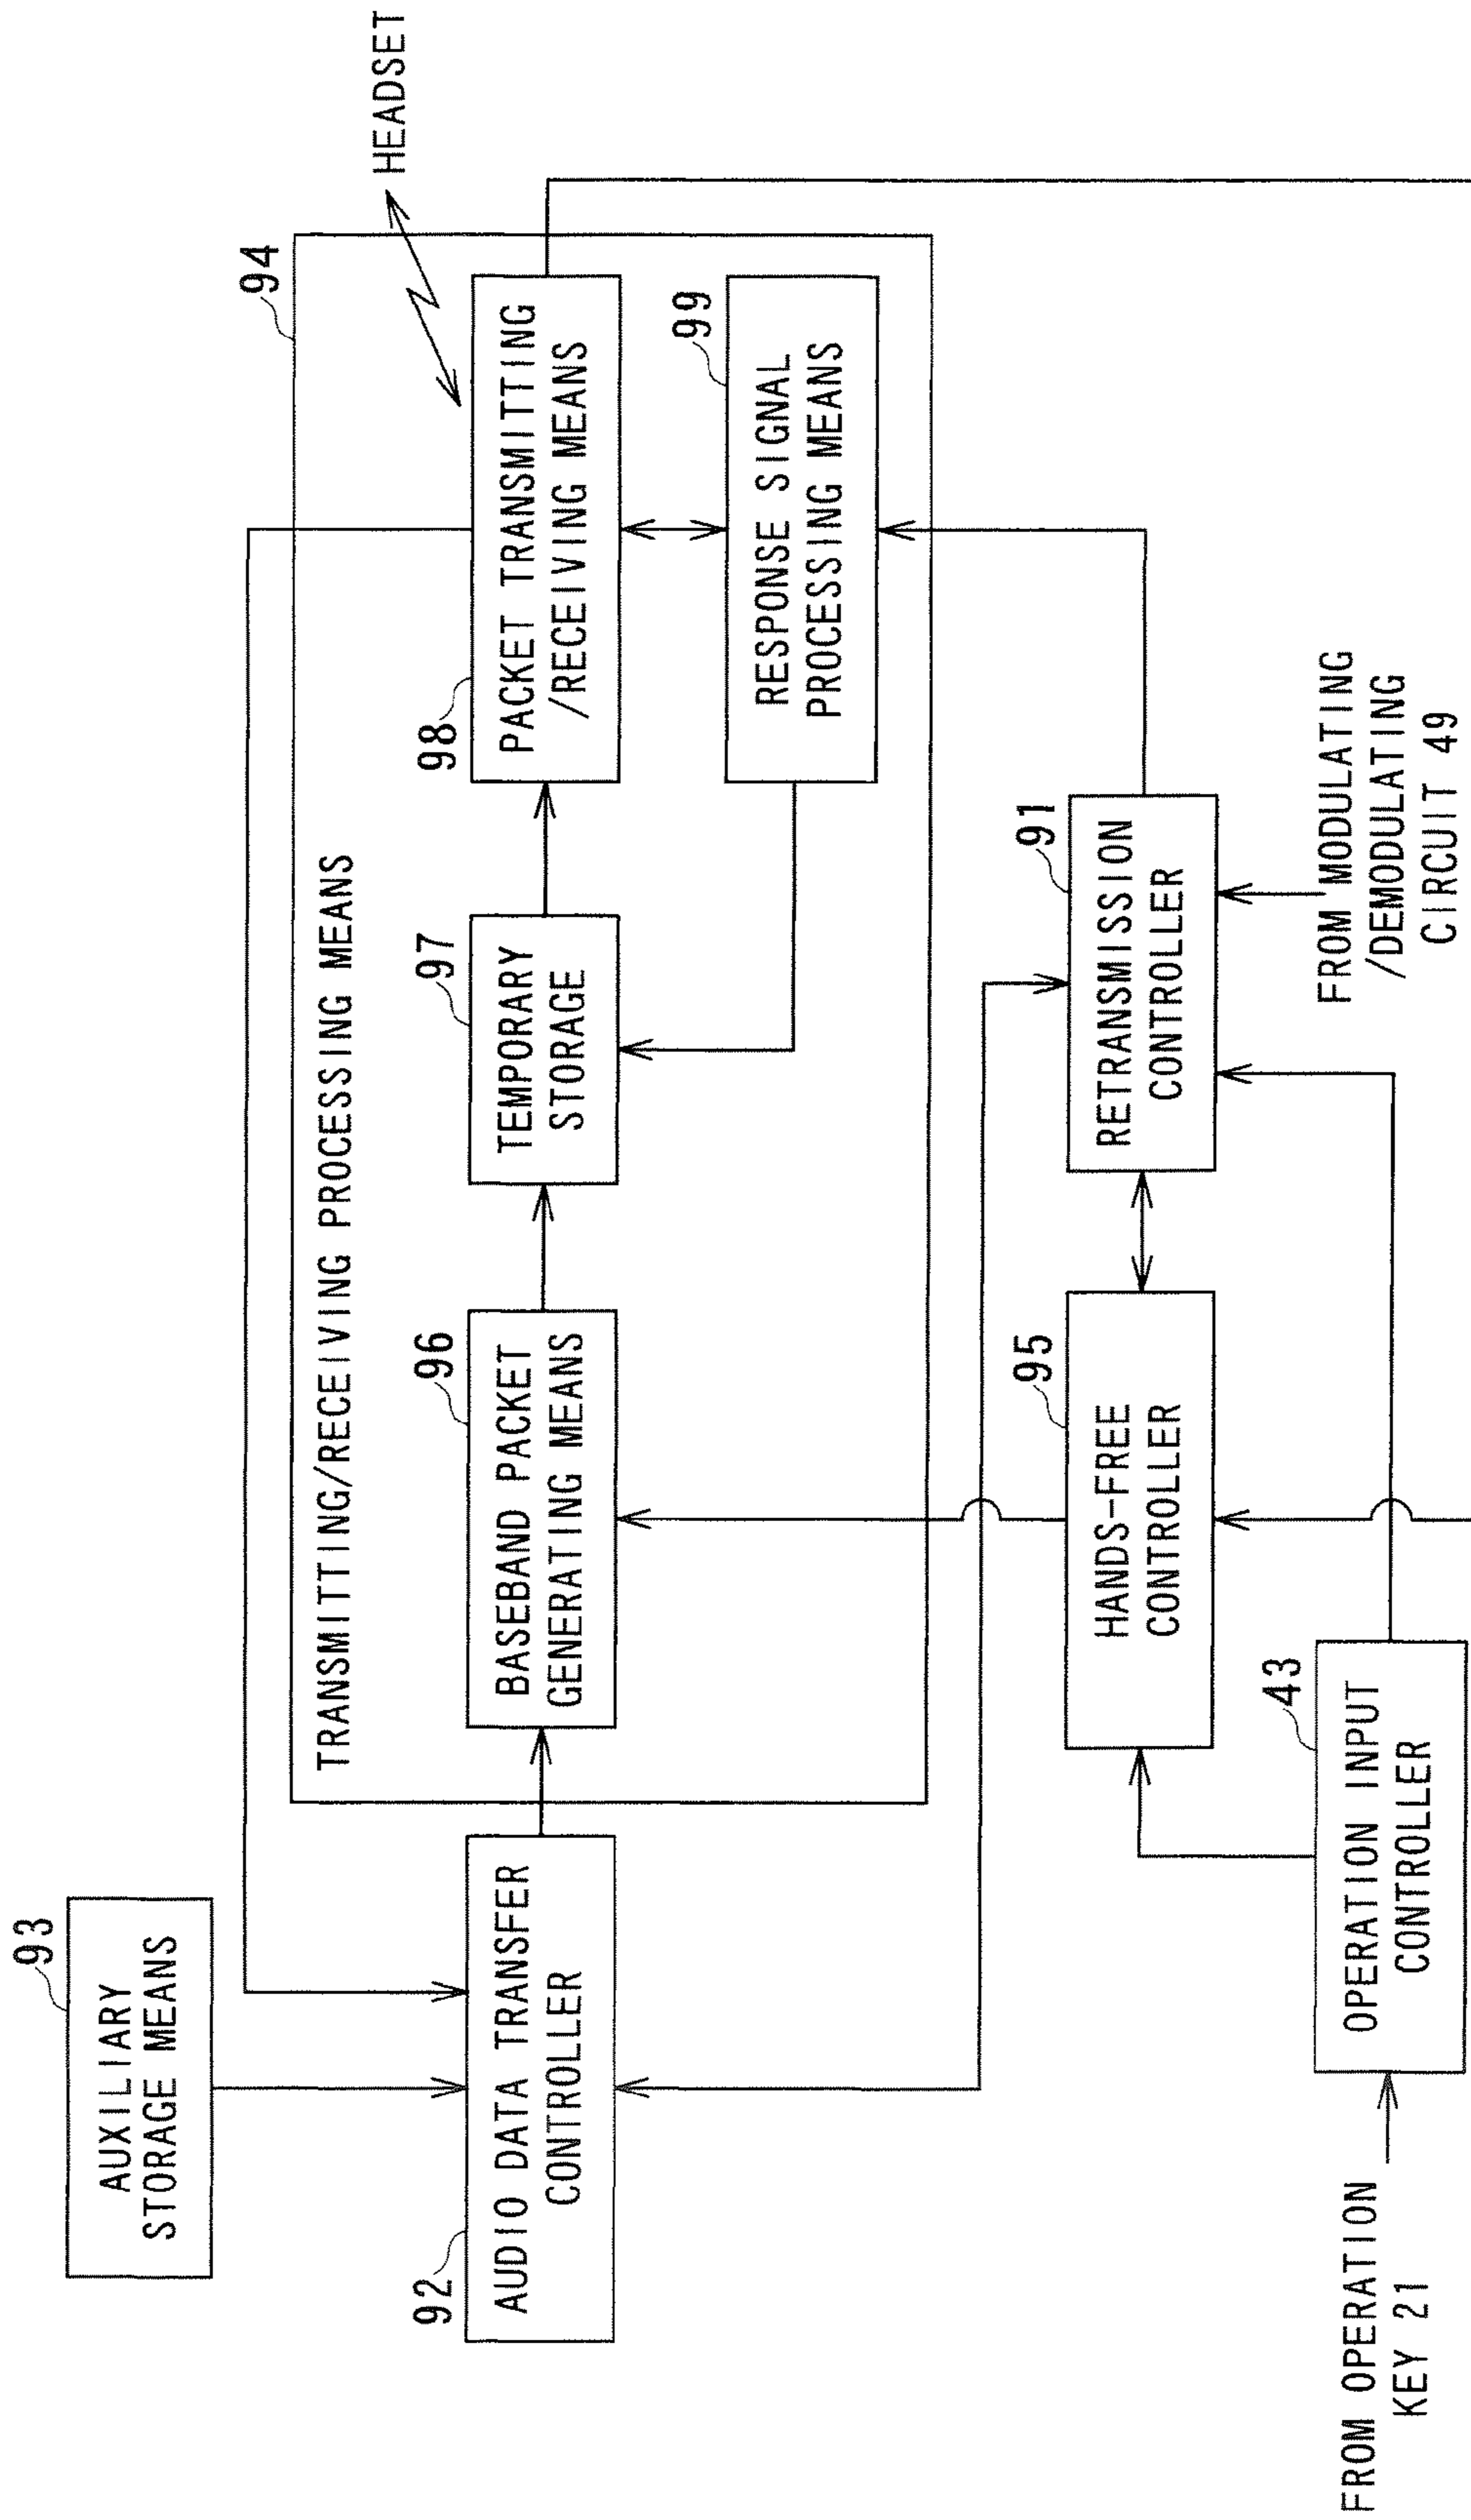 93
AUXILIARY
STORAGE MEANS
94
HEADSET
TRANSMITTING/RECEIVING PROCESSING MEANS
92
AUDIO DATA TRANSFER
CONTROLLER
96
BASEBAND PACKET
GENERATING MEANS
97
TEMPORARY
STORAGE
98
PACKET TRANSMITTING
/RECEIVING MEANS
99
RESPONSE SIGNAL
PROCESSING MEANS
95
HANDS-FREE
CONTROLLER
91
RETRANSMISSION
CONTROLLER
43
OPERATION INPUT
CONTROLLER
FROM OPERATION
KEY 21
FROM MODULATING
/DEMODULATING
CIRCUIT 49